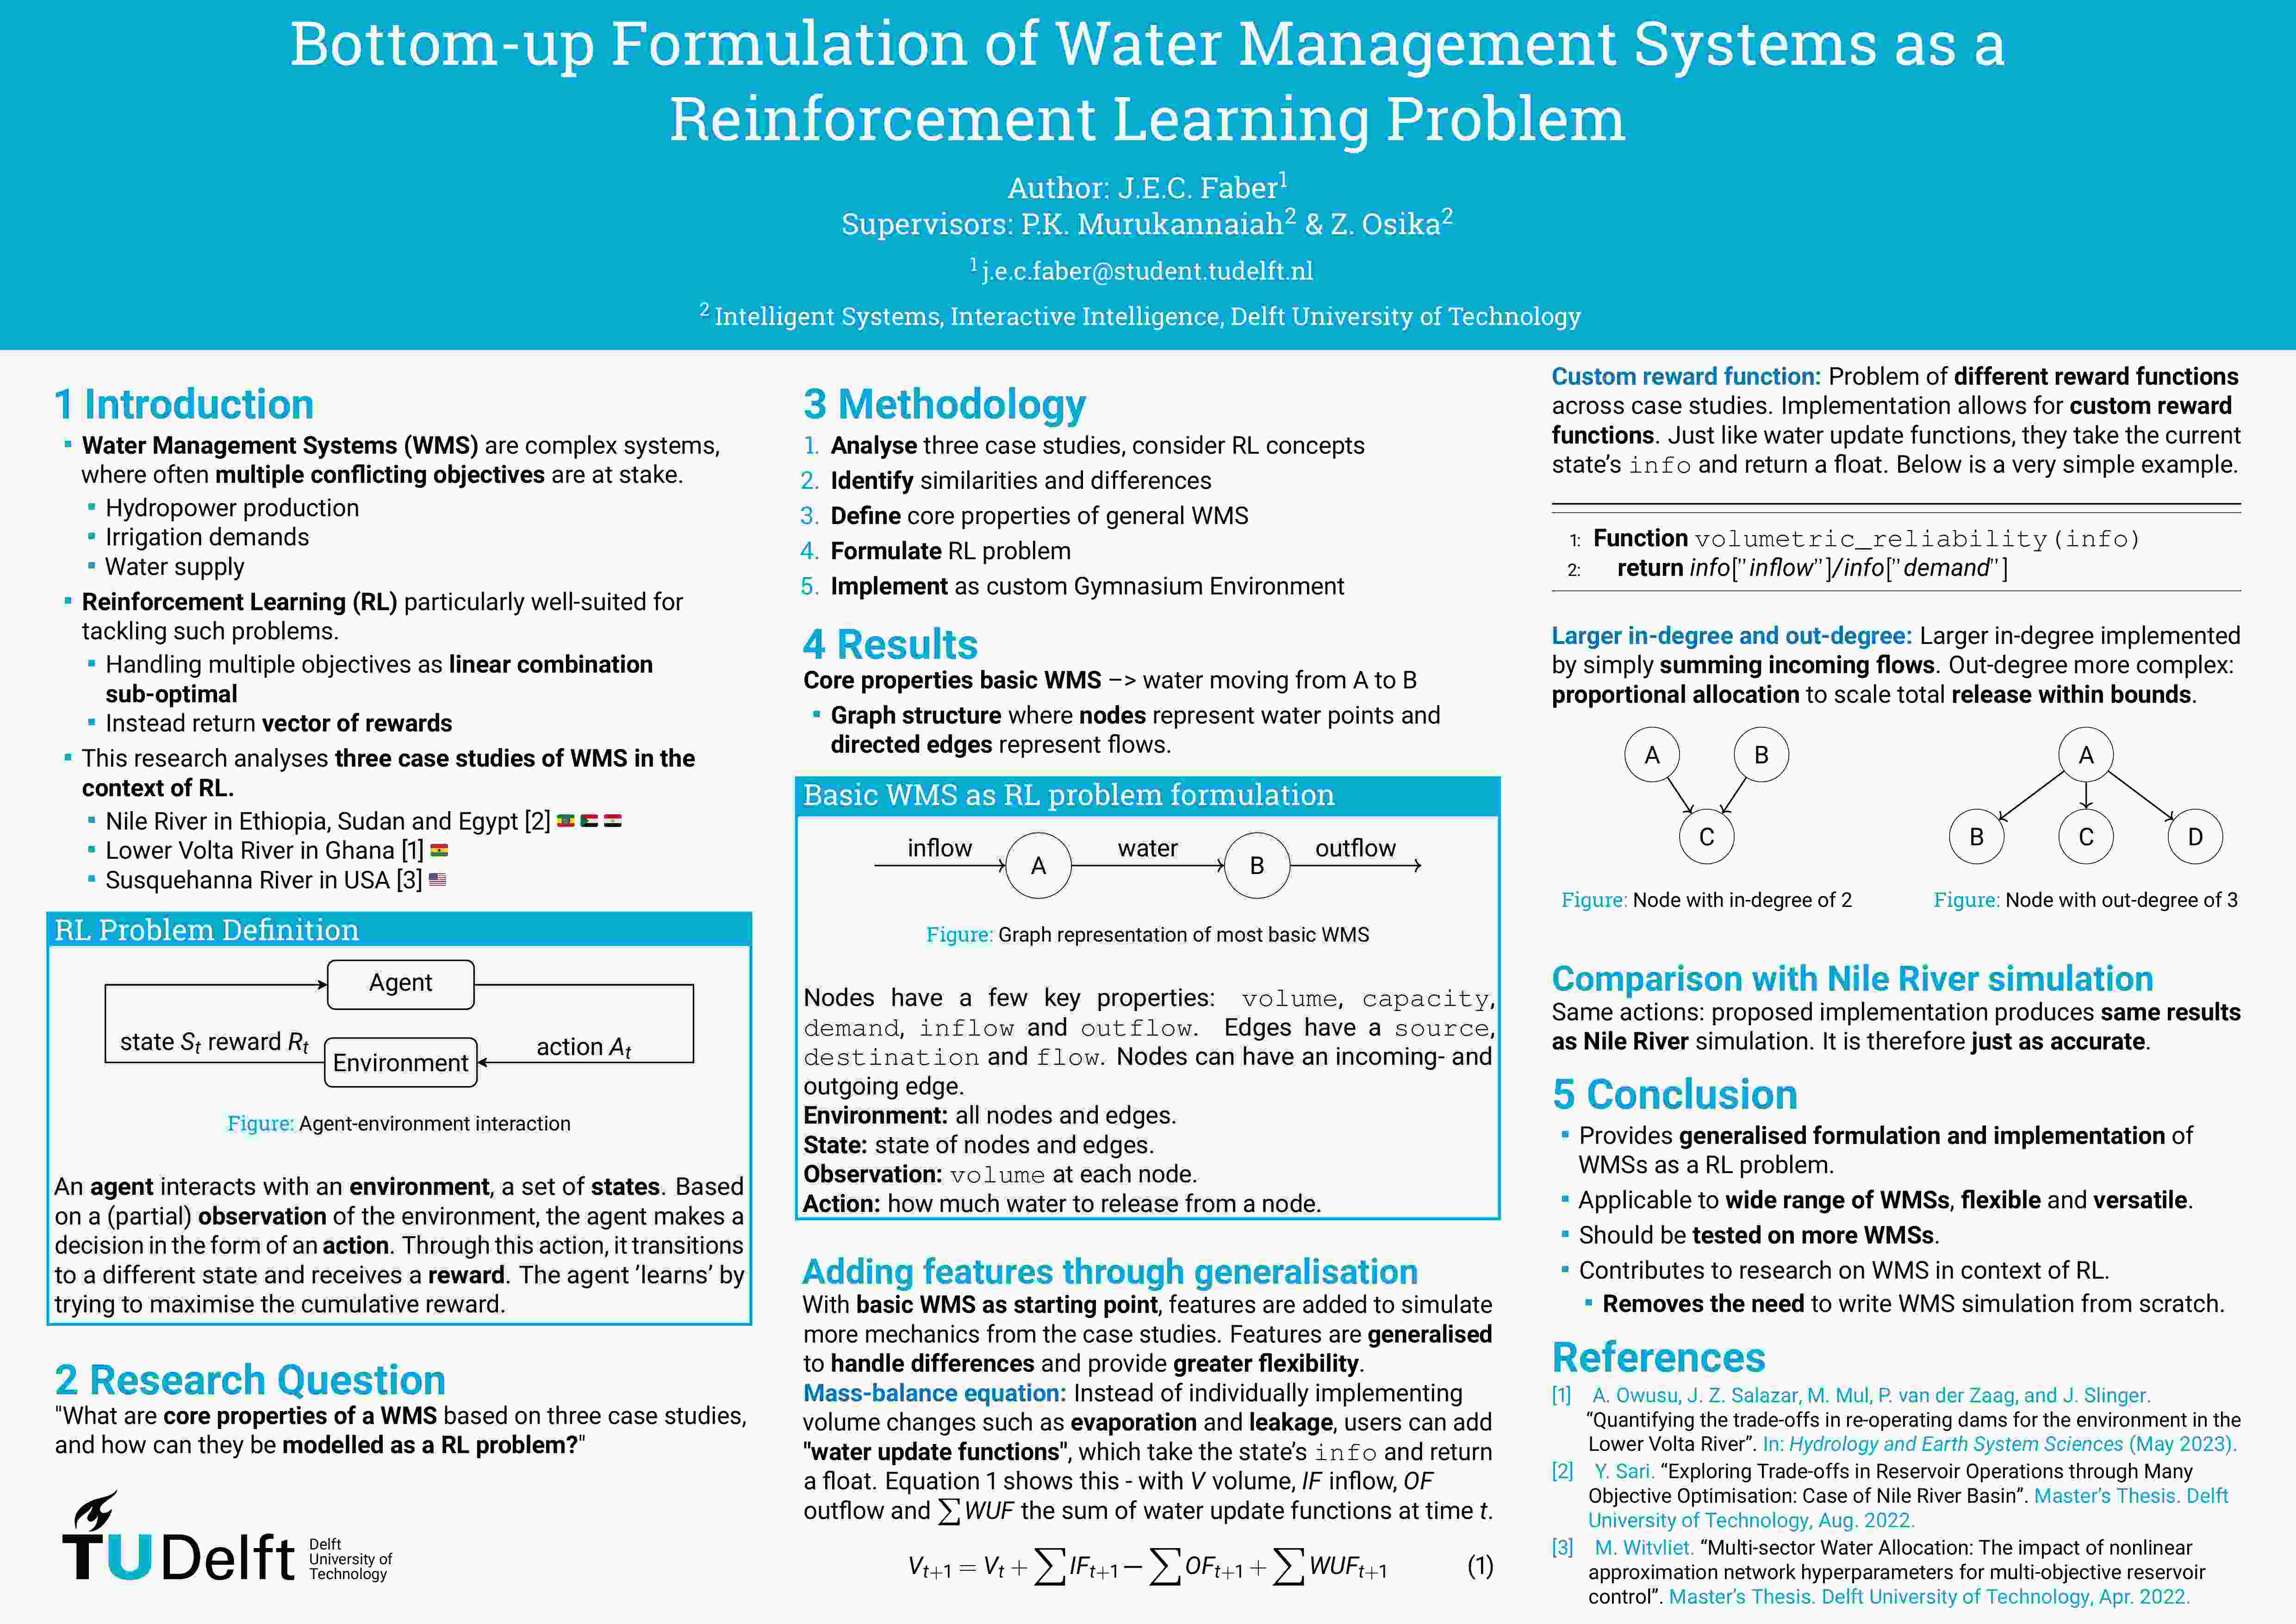 Bottom-up Formulation of Water Management Systems as a
Reinforcement Learning Problem
Author: J.E.C. Faber1
Supervisors: P.K. Murukannaiah2 & Z. Osika2
1 j.e.c.faber@student.tudelft.nl
2 Intelligent Systems, Interactive Intelligence, Delft University of Technology
1 Introduction
▪ Water Management Systems (WMS) are complex systems,
where often multiple conflicting objectives are at stake.
▪ Hydropower production
▪ Irrigation demands
▪ Water supply
▪ Reinforcement Learning (RL) particularly well-suited for
tackling such problems.
▪ Handling multiple objectives as linear combination
sub-optimal
▪ Instead return vector of rewards
▪ This research analyses three case studies of WMS in the
context of RL.
▪ Nile River in Ethiopia, Sudan and Egypt [2]
▪ Lower Volta River in Ghana [1]
▪ Susquehanna River in USA [3]
RL Problem Definition
Agent
state St reward Rt
Environment
action At
Figure: Agent-environment interaction
An agent interacts with an environment, a set of states. Based
on a (partial) observation of the environment, the agent makes a
decision in the form of an action. Through this action, it transitions
to a different state and receives a reward. The agent 'learns' by
trying to maximise the cumulative reward.
2 Research Question
"What are core properties of a WMS based on three case studies,
and how can they be modelled as a RL problem?"
TU Delft
Delft
University of
Technology
3 Methodology
1. Analyse three case studies, consider RL concepts
2. Identify similarities and differences
3. Define core properties of general WMS
4. Formulate RL problem
5. Implement as custom Gymnasium Environment
4 Results
Core properties basic WMS –> water moving from A to B
▪ Graph structure where nodes represent water points and
directed edges represent flows.
Basic WMS as RL problem formulation
inflow A water B outflow
Figure: Graph representation of most basic WMS
Nodes have a few key properties: volume, capacity,
demand, inflow and outflow. Edges have a source,
destination and flow. Nodes can have an incoming- and
outgoing edge.
Environment: all nodes and edges.
State: state of nodes and edges.
Observation: volume at each node.
Action: how much water to release from a node.
Adding features through generalisation
With basic WMS as starting point, features are added to simulate
more mechanics from the case studies. Features are generalised
to handle differences and provide greater flexibility.
Mass-balance equation: Instead of individually implementing
volume changes such as evaporation and leakage, users can add
"water update functions", which take the state's info and return
a float. Equation 1 shows this - with V volume, IF inflow, OF
outflow and ∑WUF the sum of water update functions at time t.
Vt+1 = Vt + ∑IFt+1 − ∑OFt+1 + ∑WUFt+1 (1)
Custom reward function: Problem of different reward functions
across case studies. Implementation allows for custom reward
functions. Just like water update functions, they take the current
state's info and return a float. Below is a very simple example.
1: Function volumetric_reliability(info)
2: return info["inflow"]/info["demand"]
Larger in-degree and out-degree: Larger in-degree implemented
by simply summing incoming flows. Out-degree more complex:
proportional allocation to scale total release within bounds.
A B
C
Figure: Node with in-degree of 2
A
B C D
Figure: Node with out-degree of 3
Comparison with Nile River simulation
Same actions: proposed implementation produces same results
as Nile River simulation. It is therefore just as accurate.
5 Conclusion
▪ Provides generalised formulation and implementation of
WMSs as a RL problem.
▪ Applicable to wide range of WMSs, flexible and versatile.
▪ Should be tested on more WMSs.
▪ Contributes to research on WMS in context of RL.
▪ Removes the need to write WMS simulation from scratch.
References
[1] A. Owusu, J. Z. Salazar, M. Mul, P. van der Zaag, and J. Slinger.
“Quantifying the trade-offs in re-operating dams for the environment in the
Lower Volta River”. In: Hydrology and Earth System Sciences (May 2023).
[2] Y. Sari. “Exploring Trade-offs in Reservoir Operations through Many
Objective Optimisation: Case of Nile River Basin”. Master's Thesis. Delft
University of Technology, Aug. 2022.
[3] M. Witvliet. “Multi-sector Water Allocation: The impact of nonlinear
approximation network hyperparameters for multi-objective reservoir
control”. Master's Thesis. Delft University of Technology, Apr. 2022.